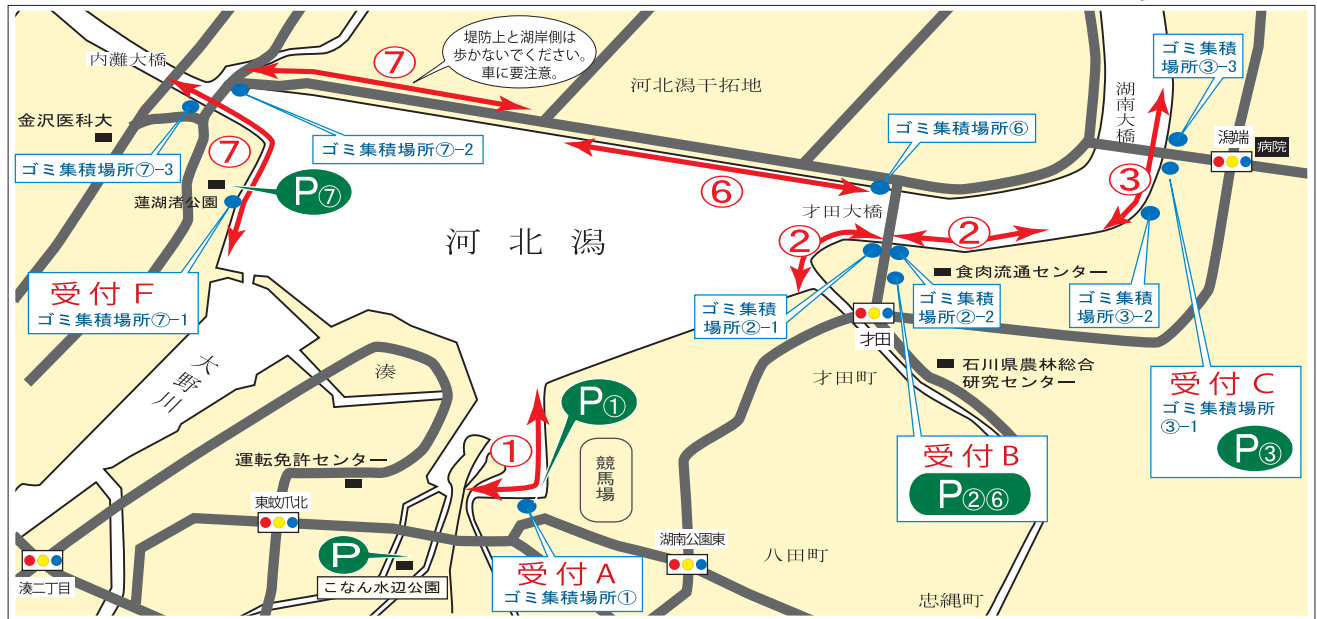 内灘大橋
堤防上と湖岸側は
歩かないでください。
車に要注意。
⑦
河北潟干拓地
ゴミ集積
場所③-3
湖南大橋
潟端
病院
金沢医科大
ゴミ集積場所⑦-3
ゴミ集積場所⑦-2
ゴミ集積場所⑥
⑦
P⑦
蓮湖渚公園
⑥
③
才田大橋
②
②
河北潟
受付F
ゴミ集積場所⑦-1
食肉流通センター
ゴミ集積
場所②-1
ゴミ集積
場所②-2
ゴミ集積
場所③-2
才田
大野川
湊
才田町
石川県農林総合
研究センター
受付C
ゴミ集積場所
③-1
P③
P①
①
競馬場
受付B
P②⑥
運転免許センター
東蚊爪北
湖南公園東
八田町
P
こなん水辺公園
受付A
ゴミ集積場所①
湊二丁目
忠縄町